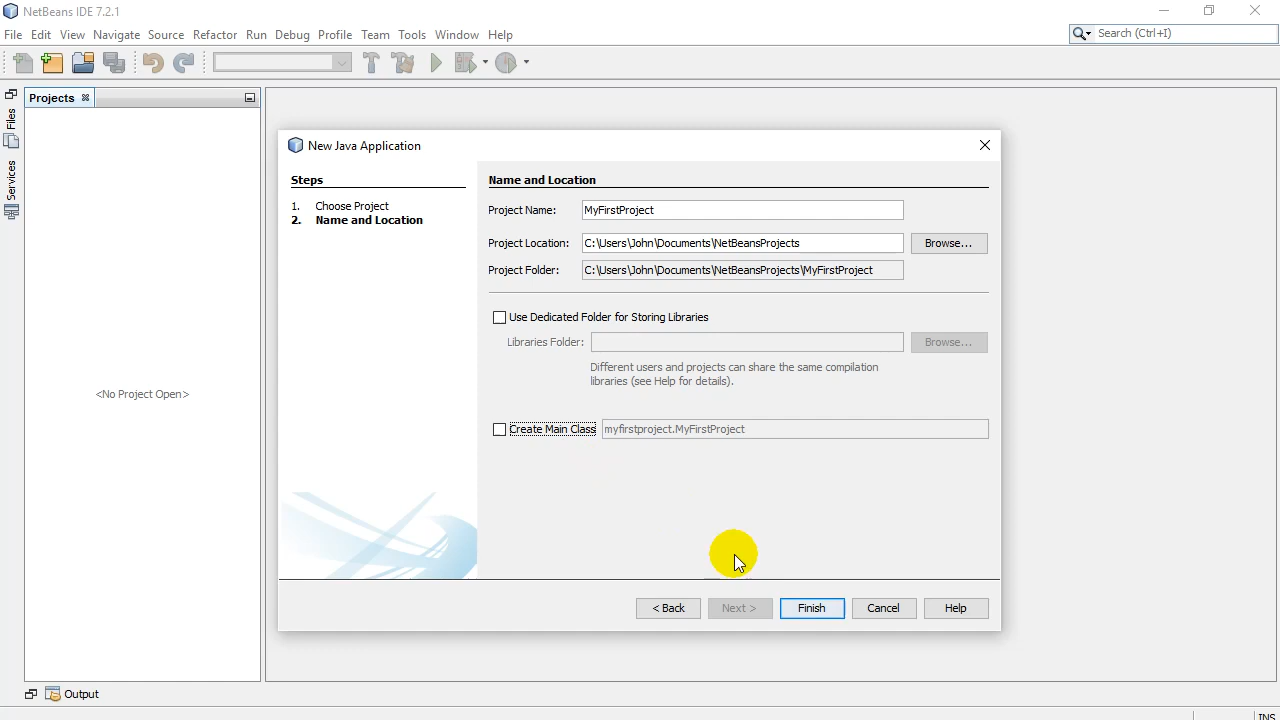 NetBeans IDE 7.2.1
File Edit View Navigate Source Refactor Run Debug Profile Team Tools Window Help
Search (Ctrl+I)
Projects
Files
Services
<No Project Open>
New Java Application
Steps
1. Choose Project
2. Name and Location
Name and Location
Project Name: MyFirstProject
Project Location: C:\Users\John\Documents\NetBeansProjects Browse...
Project Folder: C:\Users\John\Documents\NetBeansProjects\MyFirstProject
Use Dedicated Folder for Storing Libraries
Libraries Folder: Browse...
Different users and projects can share the same compilation
libraries (see Help for details).
Create Main Class myfirstproject.MyFirstProject
< Back Next > Finish Cancel Help
Output
INS